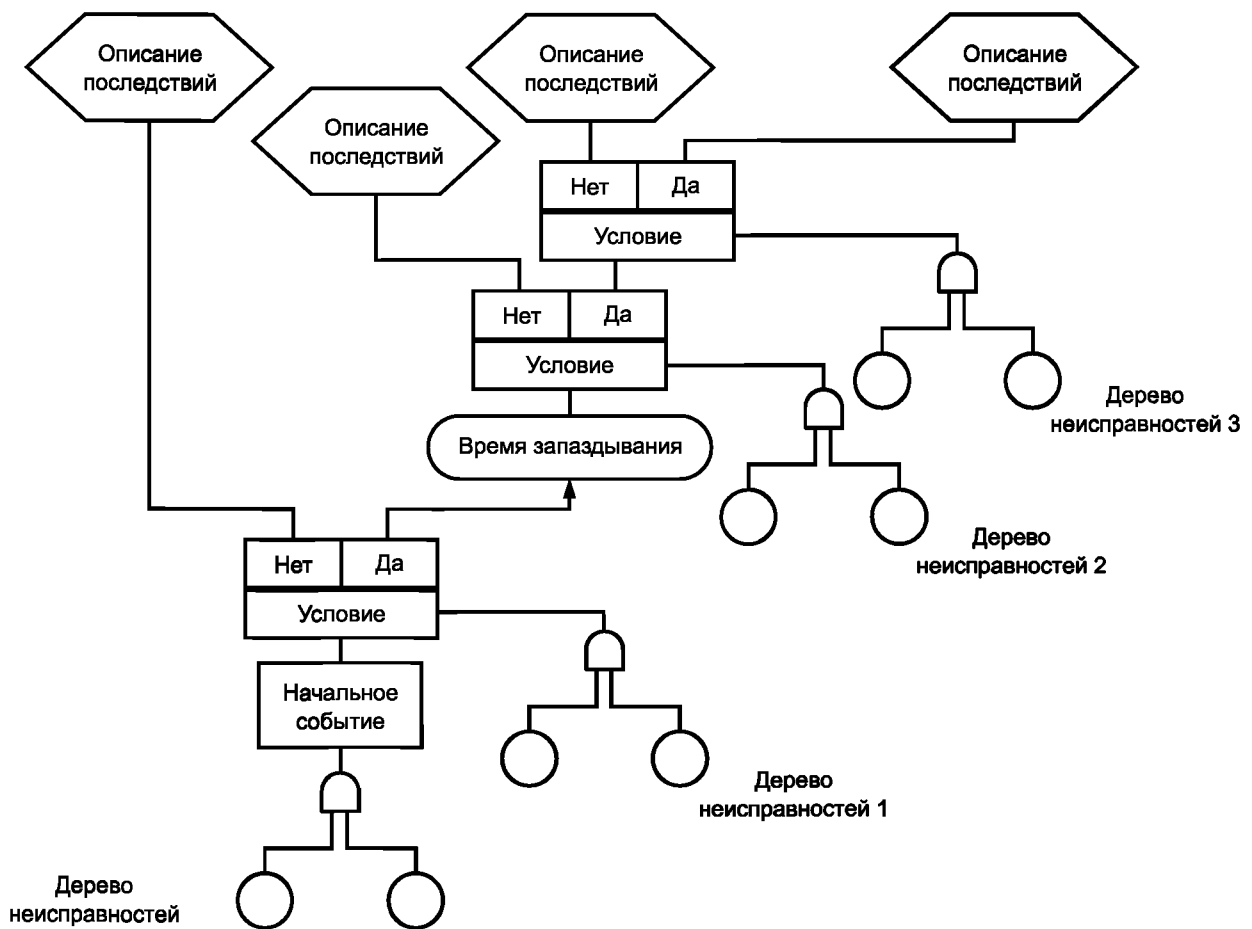 Описание
последствий
Описание
последствий
Описание
последствий
Описание
последствий
Нет
Да
Условие
Нет
Да
Условие
Дерево
неисправностей 3
Время запаздывания
Дерево
неисправностей 2
Нет
Да
Условие
Начальное
событие
Дерево
неисправностей 1
Дерево
неисправностей